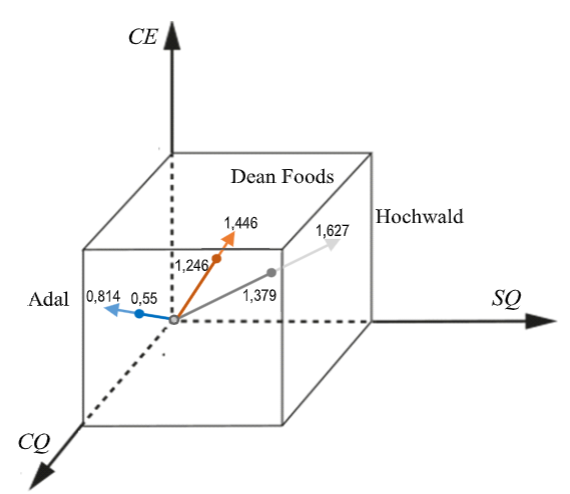 CE
Dean Foods
Hochwald
1,446
1,627
1,246
1,379
Adal
0,814
0,55
SQ
CQ